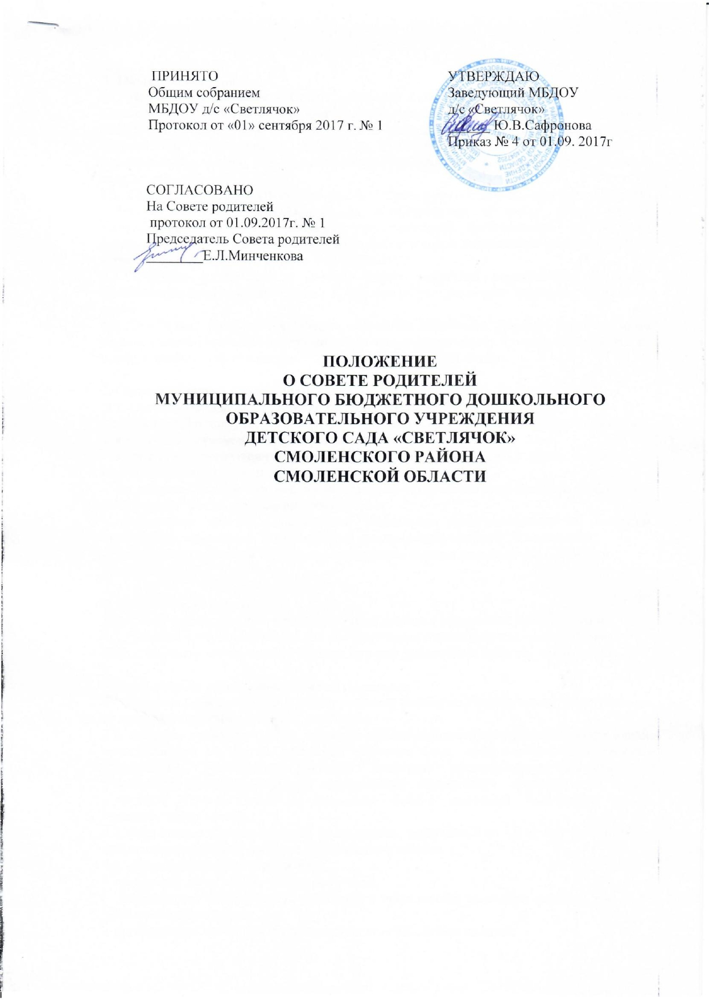 ПРИНЯТО
Общим собранием
МБДОУ д/с «Светлячок»
Протокол от «01» сентября 2017 г. № 1
УТВЕРЖДАЮ
Заведующий МБДОУ
д/с «Светлячок»
______ Ю.В.Сафронова
Приказ № 4 от 01.09. 2017г
СОГЛАСОВАНО
На Совете родителей
протокол от 01.09.2017г. № 1
Председатель Совета родителей
________Е.Л.Минченкова
ПОЛОЖЕНИЕ
О СОВЕТЕ РОДИТЕЛЕЙ
МУНИЦИПАЛЬНОГО БЮДЖЕТНОГО ДОШКОЛЬНОГО
ОБРАЗОВАТЕЛЬНОГО УЧРЕЖДЕНИЯ
ДЕТСКОГО САДА «СВЕТЛЯЧОК»
СМОЛЕНСКОГО РАЙОНА
СМОЛЕНСКОЙ ОБЛАСТИ